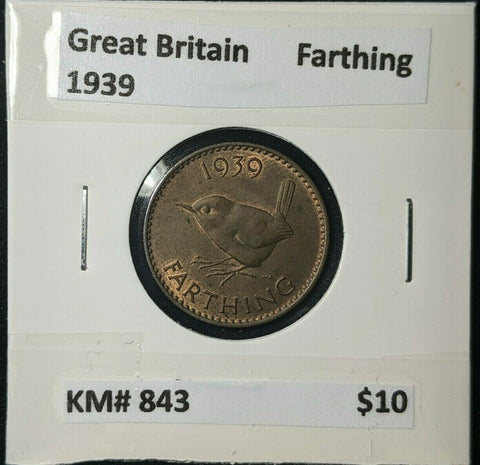 Great Britain Farthing
1939
1939
FARTHING
KM# 843 $10